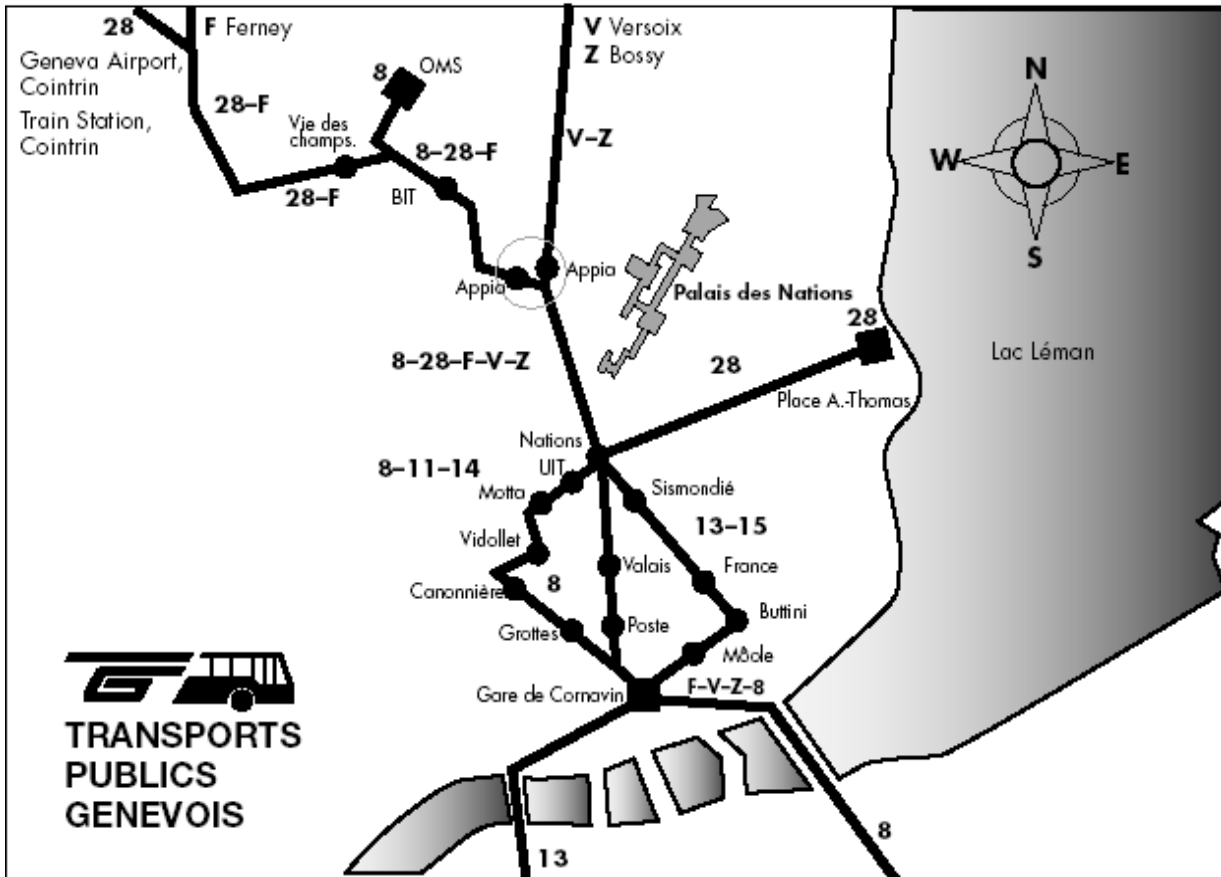 28
F Ferney
Geneva Airport,
Cointrin
Train Station,
Cointrin
28–F
Vie des
champs.
28–F
8
OMS
8–28–F
BIT
V Versoix
Z Bossy
V–Z
N
W
E
S
Appia
Appia
Palais des Nations
28
Lac Léman
8–28–F–V–Z
28
Place A.-Thomas
Nations
UIT
8–11–14
Motta
Sismondié
13–15
Vidollet
Valais
France
Canonnière
8
Buttini
Grottes
Poste
Môole
Gare de Cornavin
F–V–Z–8
TRANSPORTS
PUBLICS
GENEVOIS
13
8